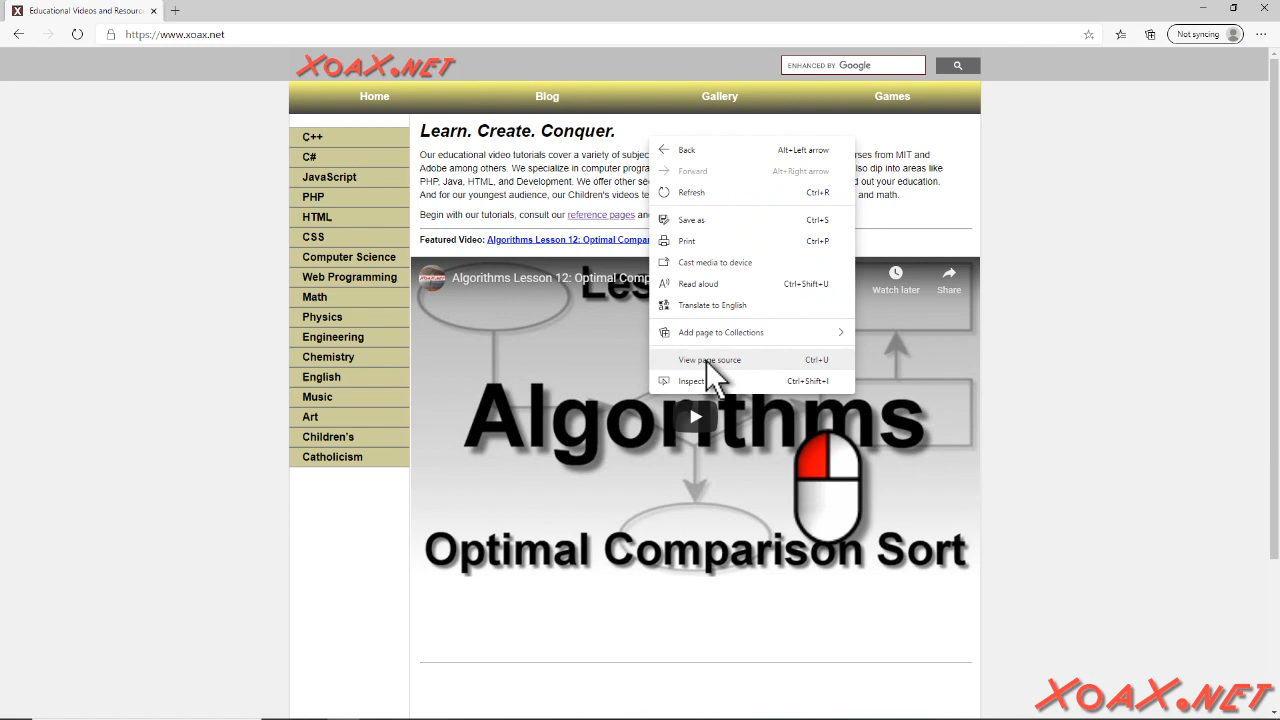 Educational Videos and Resourc
https://www.xoax.net
Not syncing
XOAX.NET
ENHANCED BY Google
Home Blog Gallery Games
C++
C#
JavaScript
PHP
HTML
CSS
Computer Science
Web Programming
Math
Physics
Engineering
Chemistry
English
Music
Art
Children's
Catholicism
Learn. Create. Conquer.
Our educational video tutorials cover a variety of subjec rses from MIT and
Adobe among others. We specialize in computer progra lso dip into areas like
PHP, Java, HTML, and Development. We offer other se d out your education.
And for our youngest audience, our Children's videos te and math.
Begin with our tutorials, consult our reference pages and
Featured Video: Algorithms Lesson 12: Optimal Compar
Back Alt+Left arrow
Forward Alt+Right arrow
Refresh Ctrl+R
Save as Ctrl+S
Print Ctrl+P
Cast media to device
Read aloud Ctrl+Shift+U
Translate to English
Add page to Collections
View page source Ctrl+U
Inspect Ctrl+Shift+I
Algorithms Lesson 12: Optimal Comp
Watch later Share
Les
Algorithms
Optimal Comparison Sort
XOAX.NET